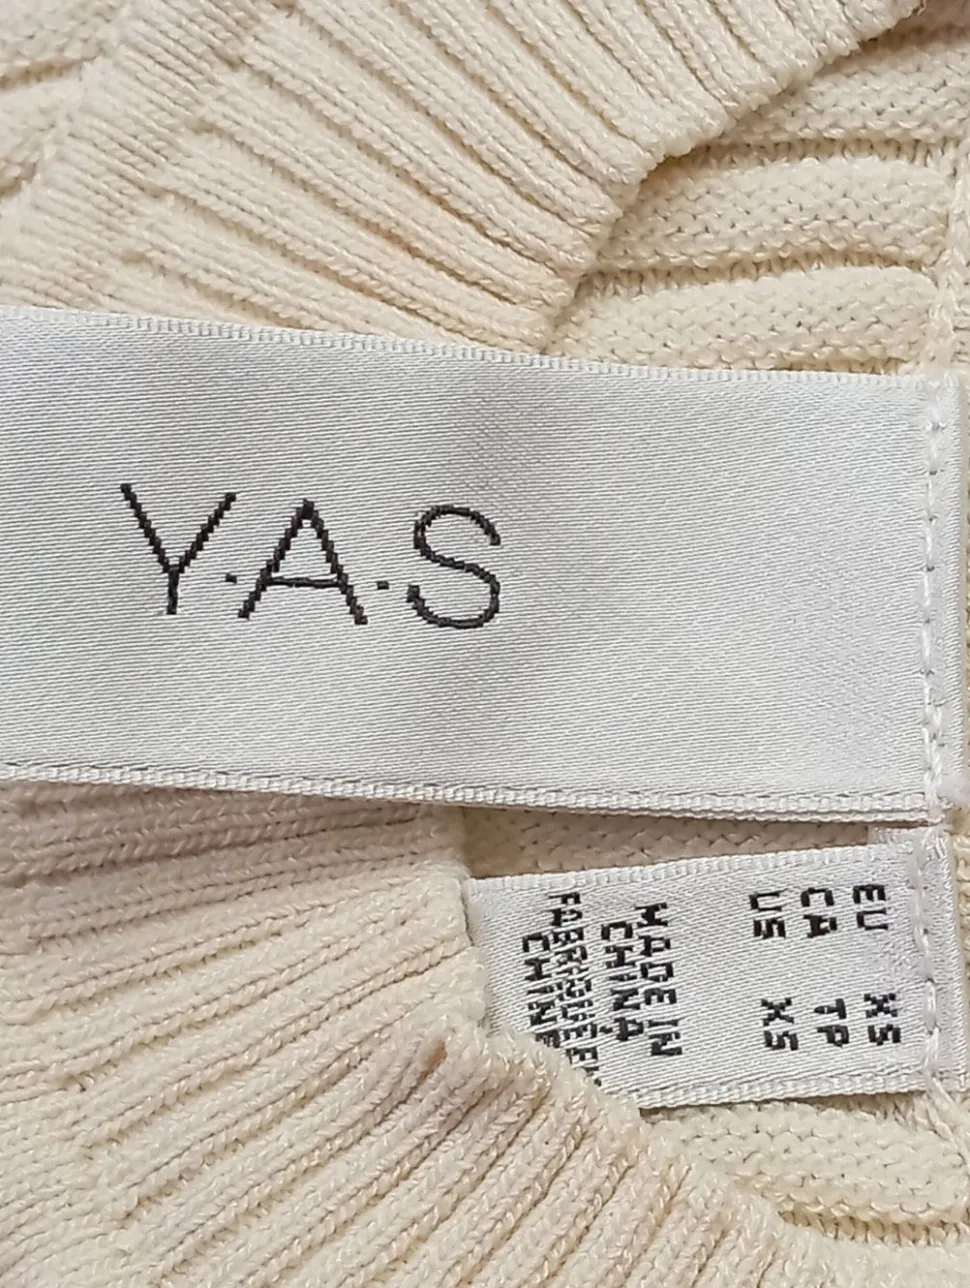 Y·A·S
EU XS
CA TP
US XS
MADE IN
CHINA
FABRIQUÉ EN
CHINE